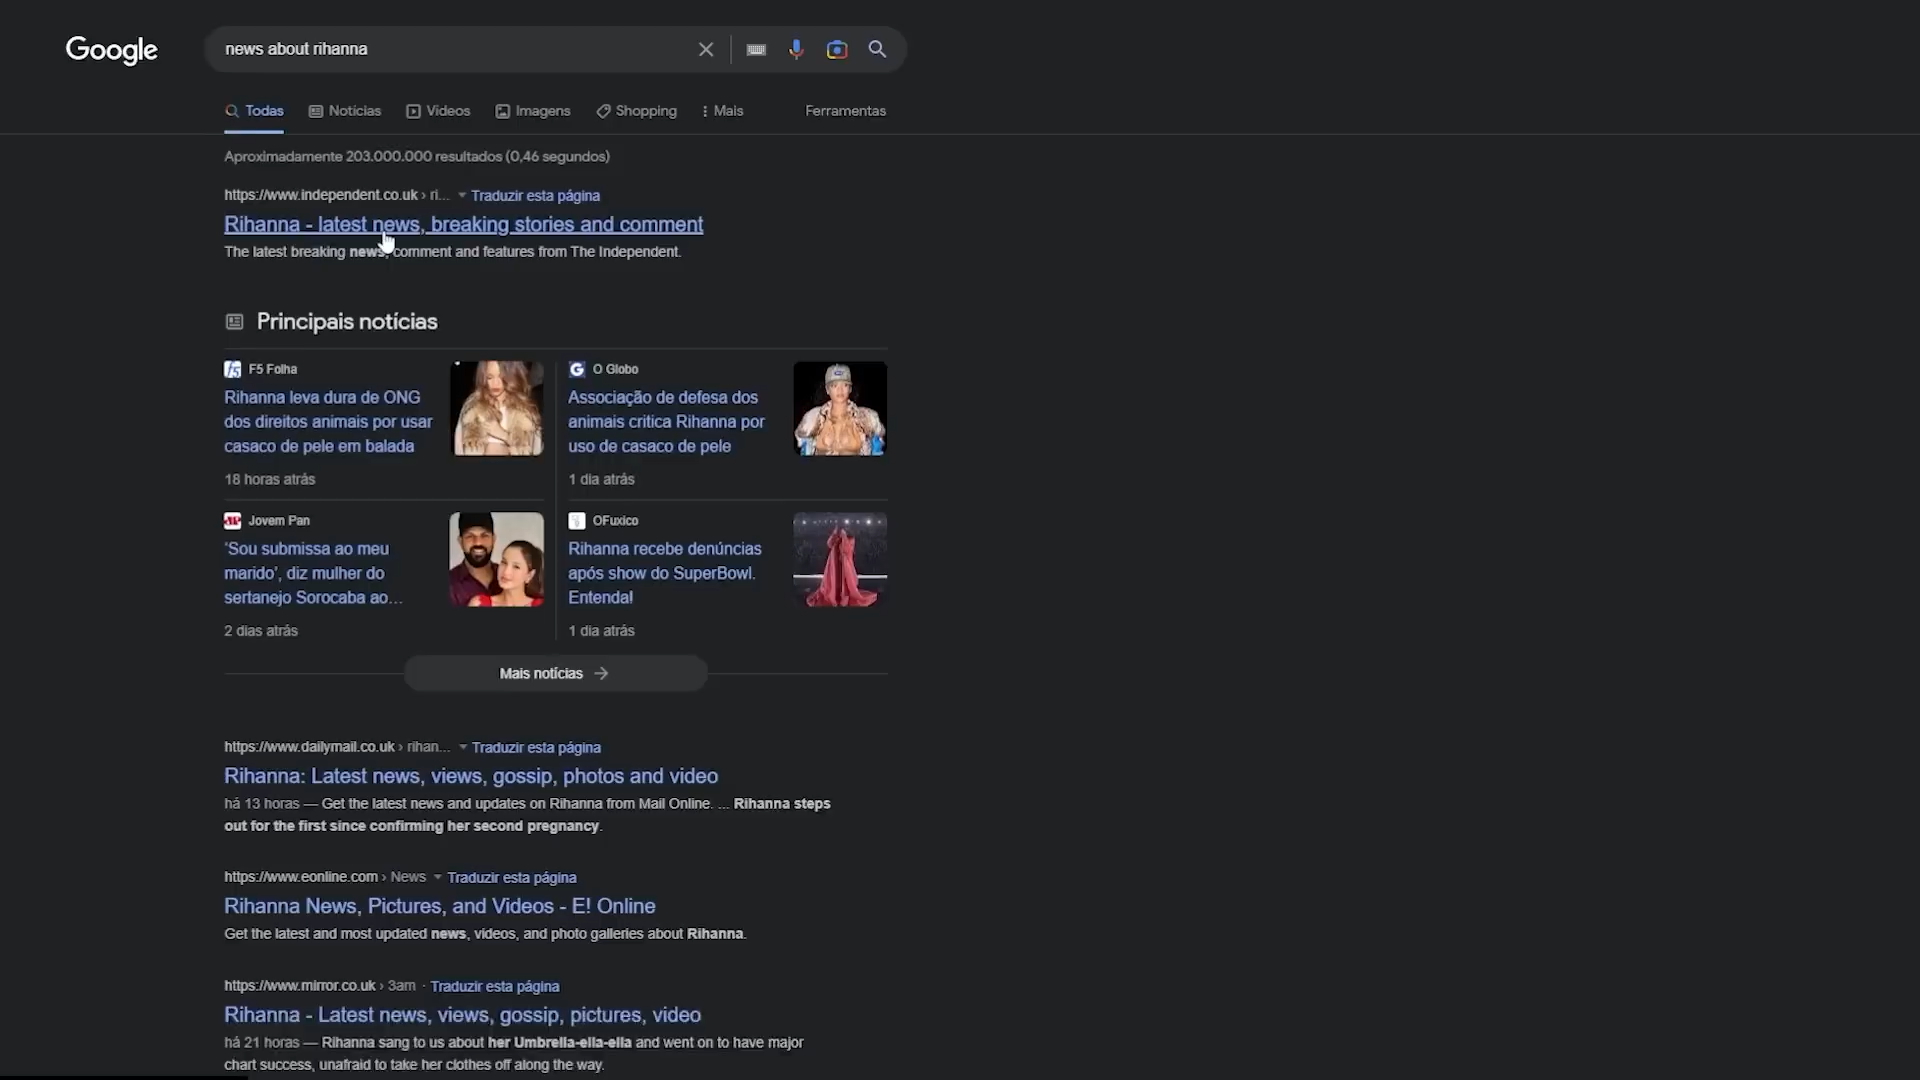 Google
news about rihanna
Todas
Notícias
Vídeos
Imagens
Shopping
Mais
Ferramentas
Aproximadamente 203.000.000 resultados (0,46 segundos)
https://www.independent.co.uk › ri... Traduzir esta página
Rihanna - latest news, breaking stories and comment
The latest breaking news, comment and features from The Independent.
Principais notícias
F5 Folha
Rihanna leva dura de ONG
dos direitos animais por usar
casaco de pele em balada
18 horas atrás
O Globo
Associação de defesa dos
animais critica Rihanna por
uso de casaco de pele
1 dia atrás
Jovem Pan
'Sou submissa ao meu
marido', diz mulher do
sertanejo Sorocaba ao...
2 dias atrás
OFuxico
Rihanna recebe denúncias
após show do SuperBowl.
Entenda!
1 dia atrás
Mais notícias
https://www.dailymail.co.uk › rihan... Traduzir esta página
Rihanna: Latest news, views, gossip, photos and video
há 13 horas — Get the latest news and updates on Rihanna from Mail Online. ... Rihanna steps
out for the first since confirming her second pregnancy.
https://www.eonline.com › News Traduzir esta página
Rihanna News, Pictures, and Videos - E! Online
Get the latest and most updated news, videos, and photo galleries about Rihanna.
https://www.mirror.co.uk › 3am · Traduzir esta página
Rihanna - Latest news, views, gossip, pictures, video
há 21 horas — Rihanna sang to us about her Umbrella-ella-ella and went on to have major
chart success, unafraid to take her clothes off along the way.